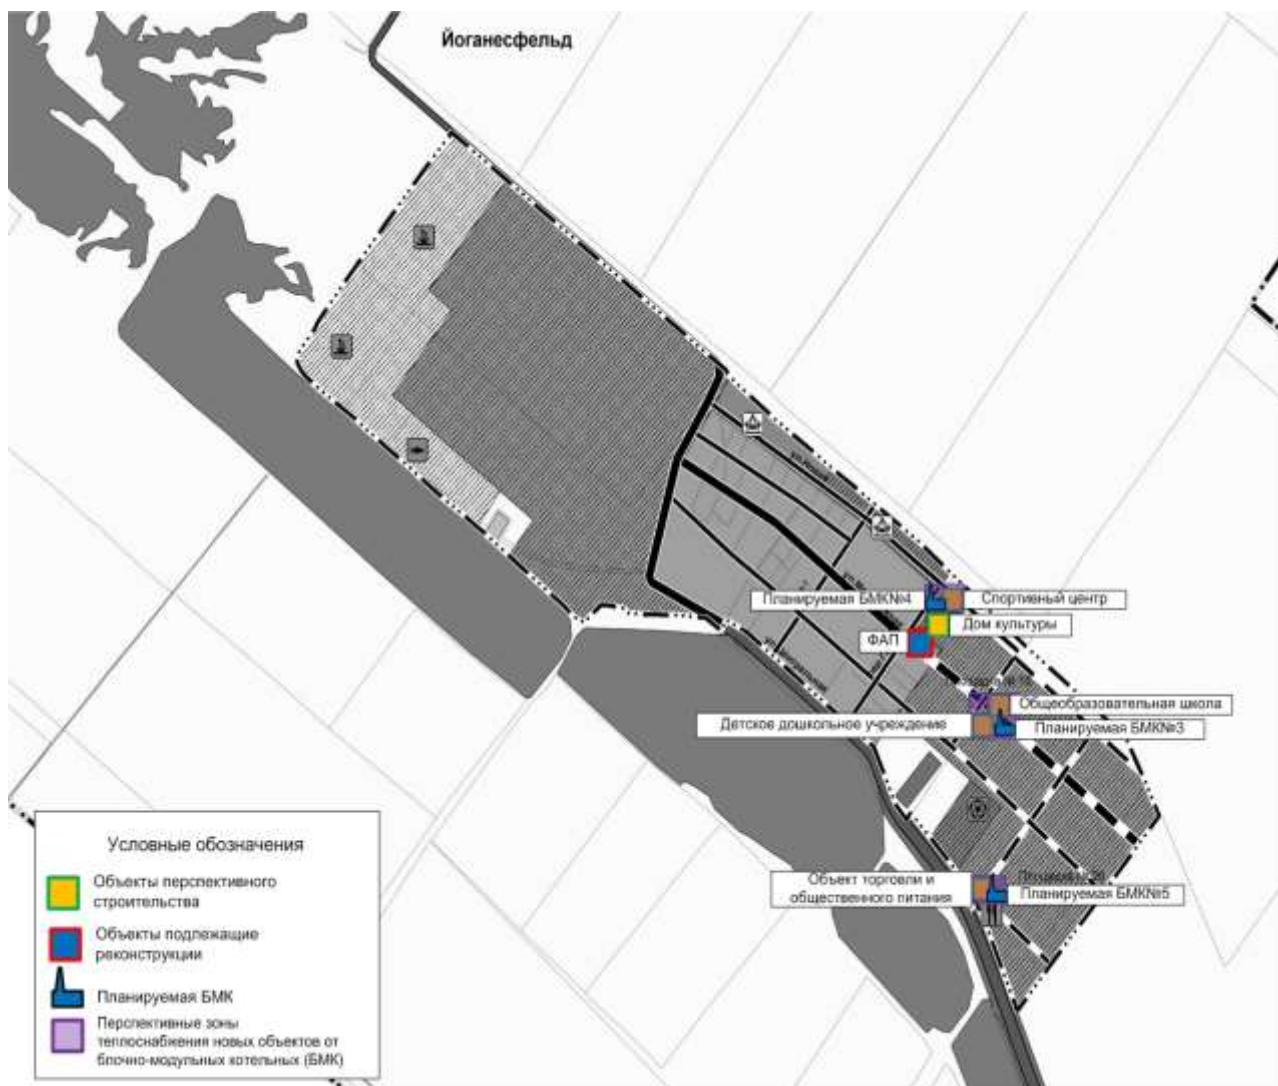 Йоганесфельд
Планируемая БМК№4
Спортивный центр
Дом культуры
ФАП
Общеобразовательная школа
Детское дошкольное учреждение
Планируемая БМК№3
Объект торговли и
общественного питания
Планируемая БМК№5
Условные обозначения
Объекты перспективного
строительства
Объекты подлежащие
реконструкции
Планируемая БМК
Перспективные зоны
теплоснабжения новых объектов от
блочно-модульных котельных (БМК)